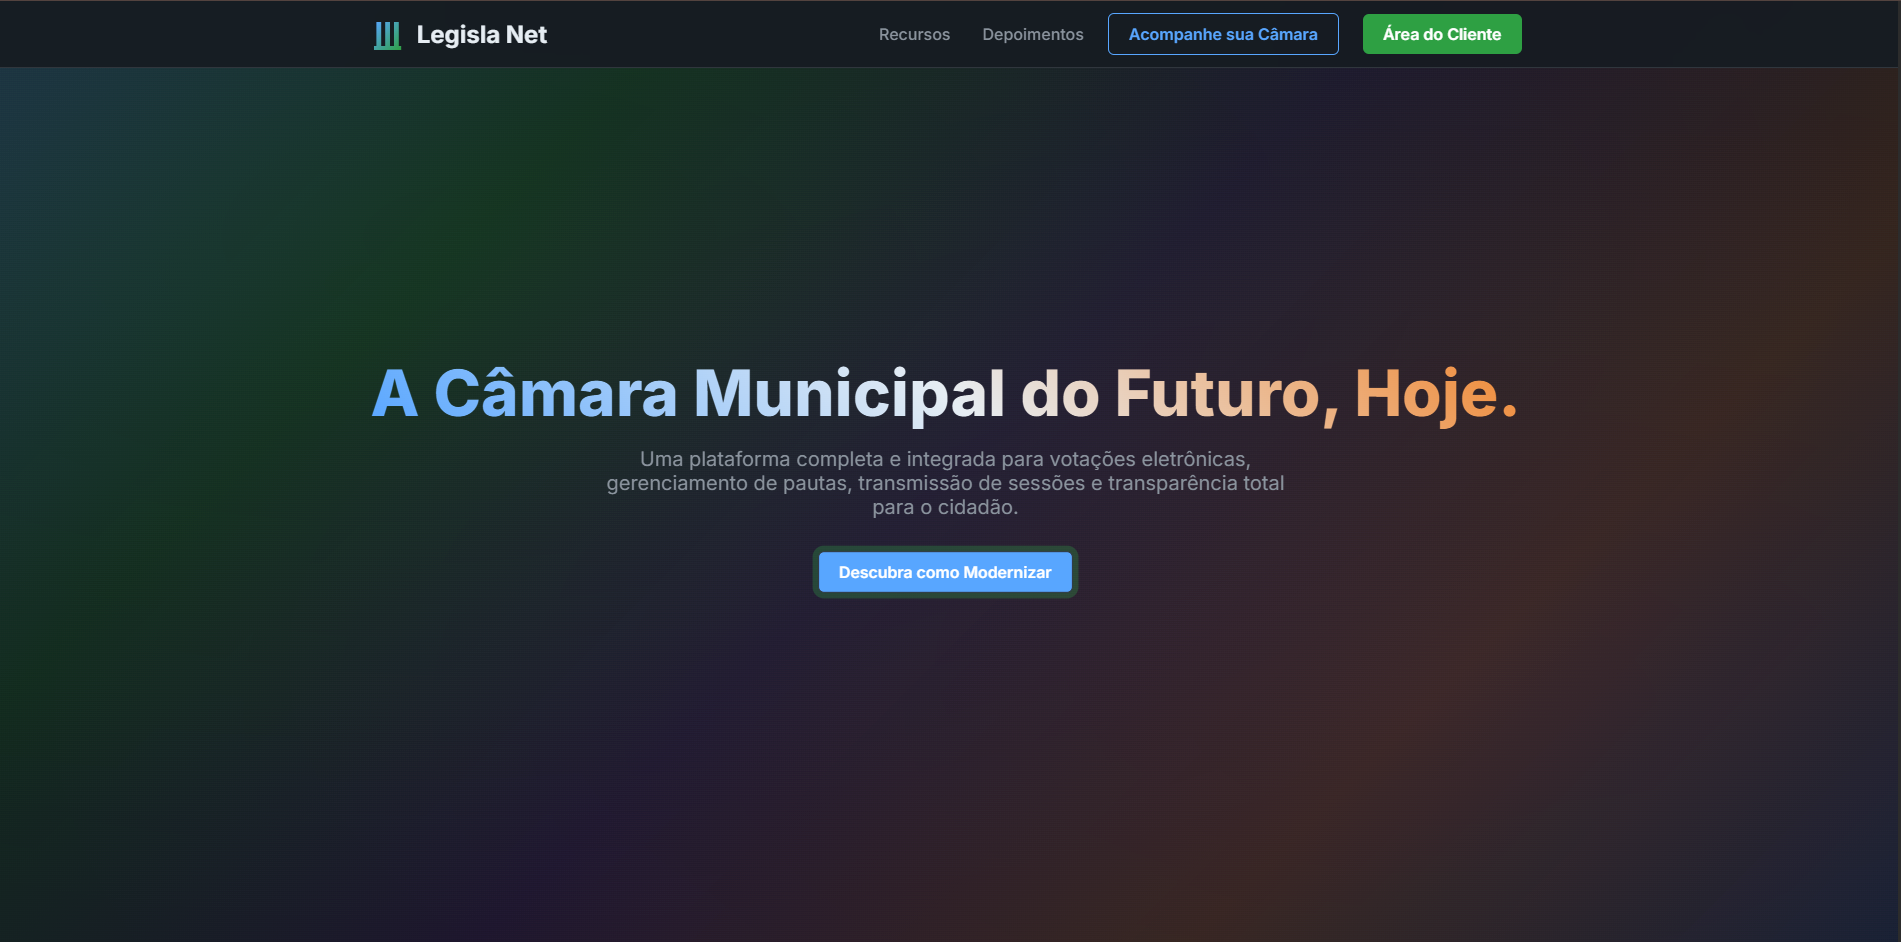 Legisla Net
Recursos
Depoimentos
Acompanhe sua Câmara
Área do Cliente
A Câmara Municipal do Futuro, Hoje.
Uma plataforma completa e integrada para votações eletrônicas,
gerenciamento de pautas, transmissão de sessões e transparência total
para o cidadão.
Descubra como Modernizar